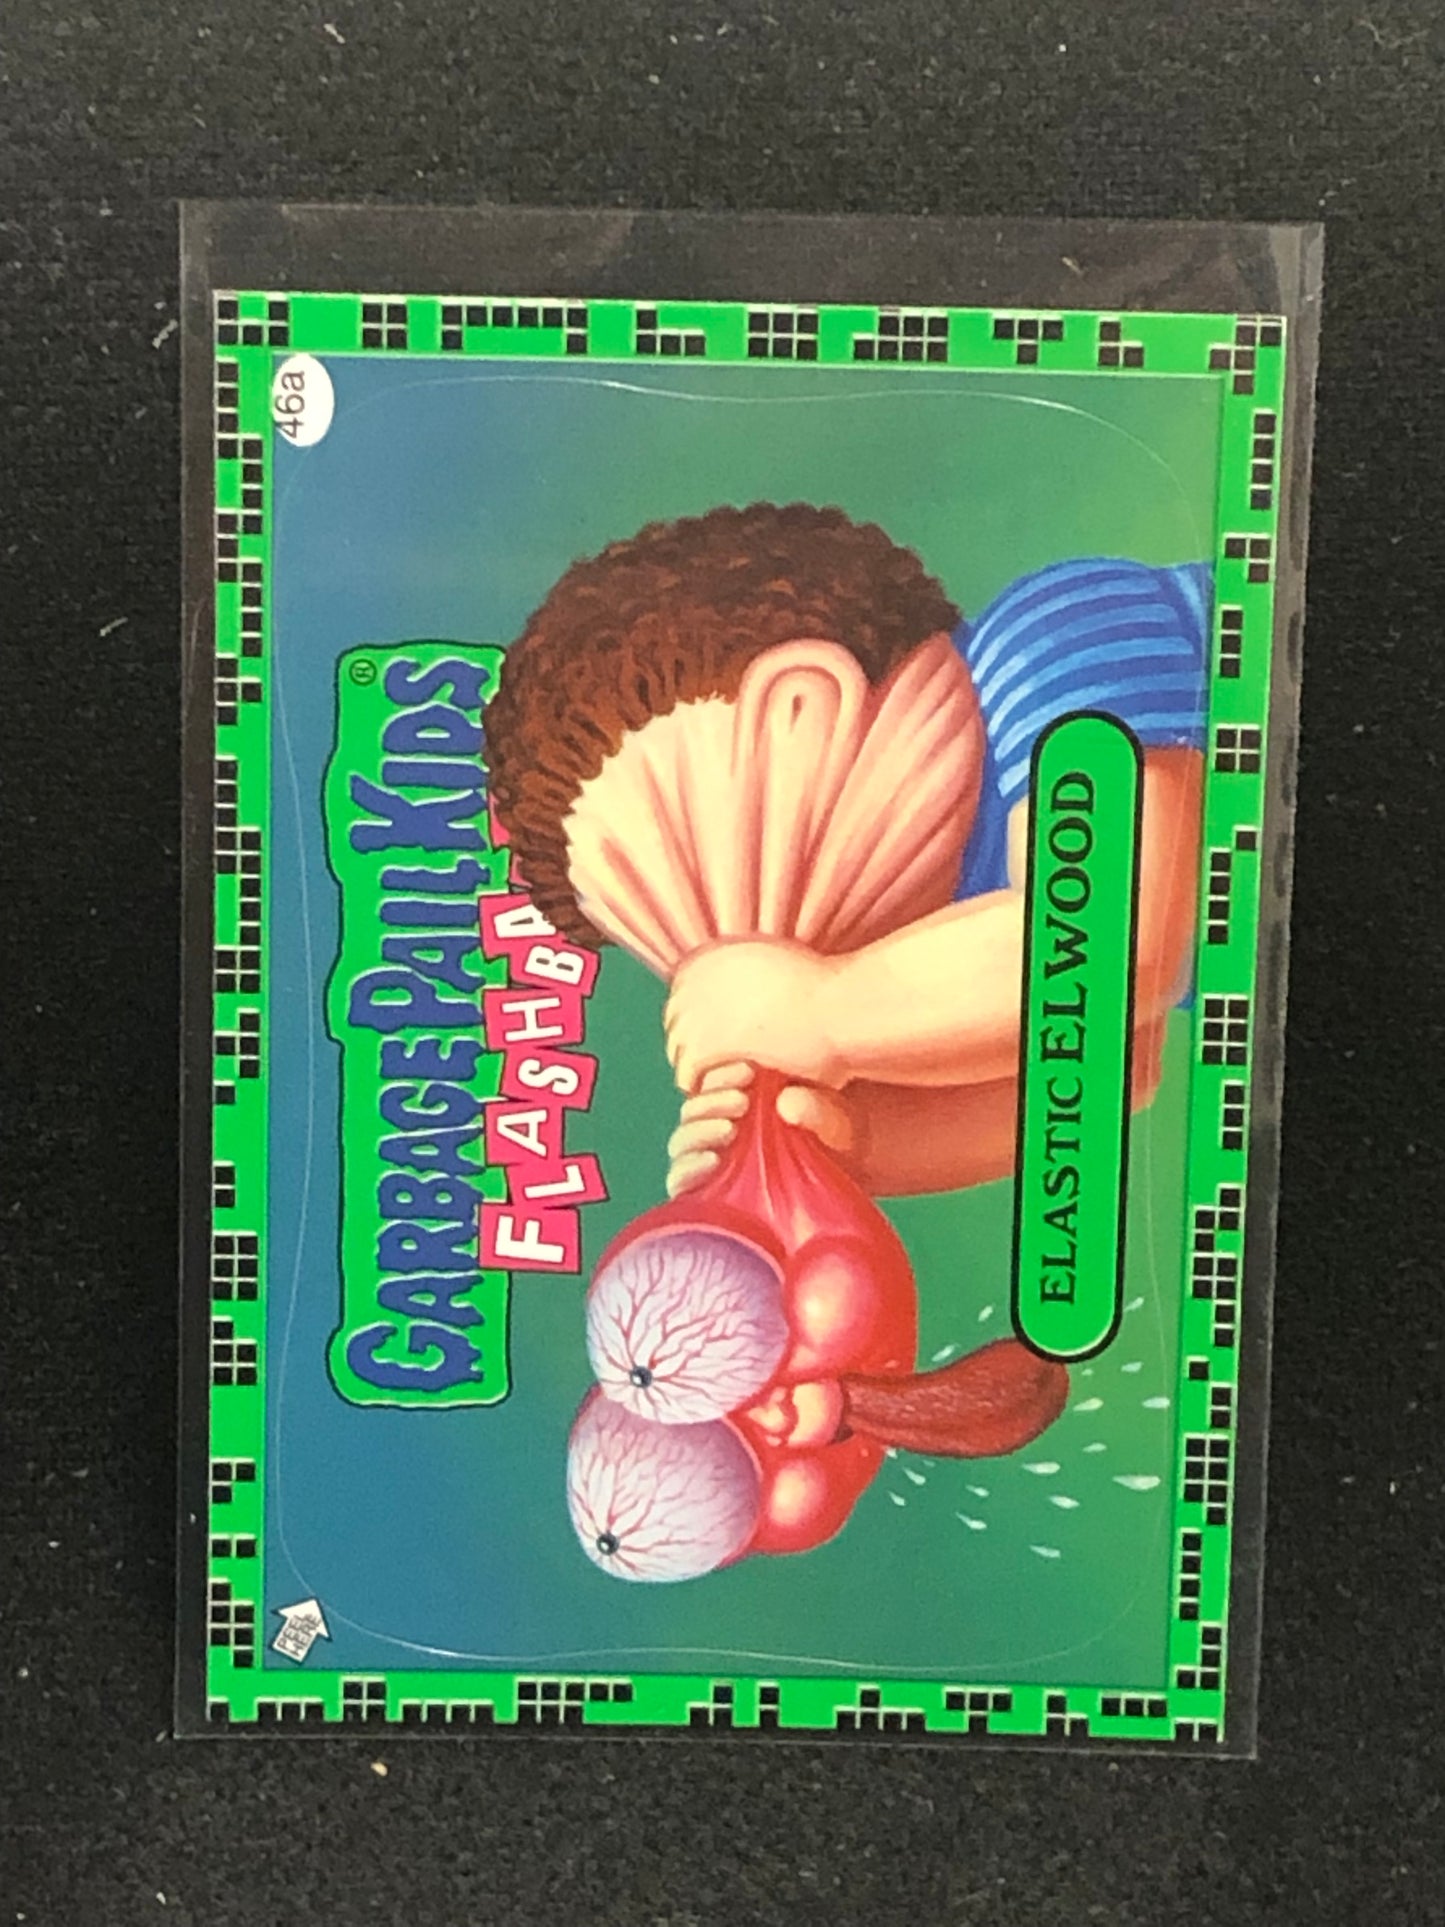 46a
GARBAGE PAIL KIDS®
FLASHBA
PEEL
HERE
ELASTIC ELWOOD